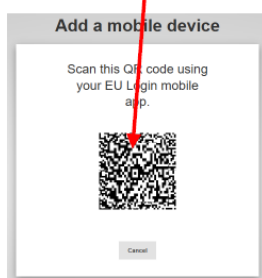 Add a mobile device
Scan this QR code using
your EU Login mobile
app.
Cancel